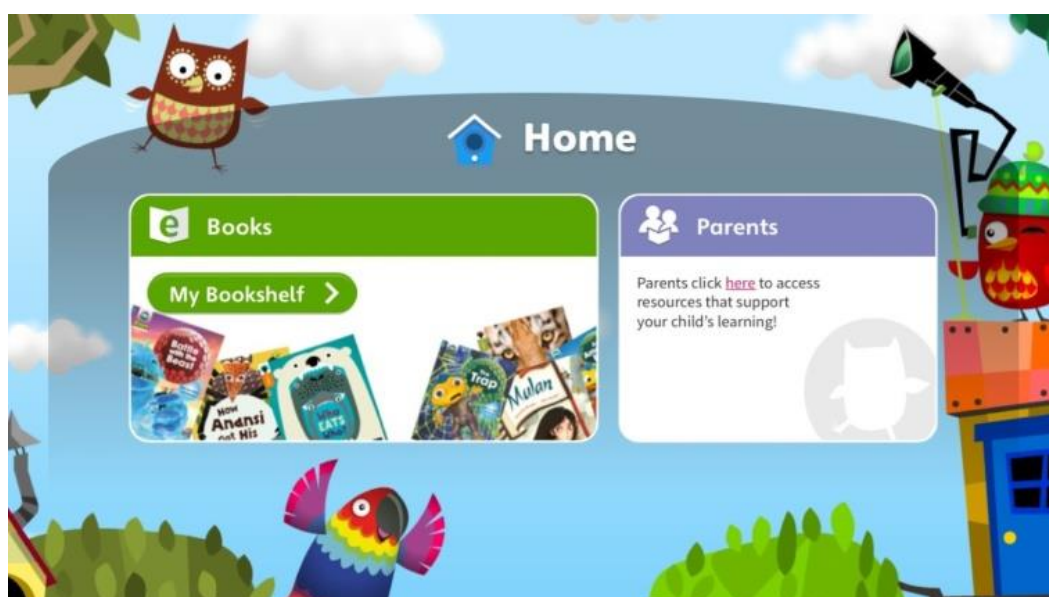 Home
e Books
My Bookshelf
Battle
with the
Beast
HOW
Anansi
Got His
WHO
EATS
The
Trap
Mulan
Parents
Parents click here to access
resources that support
your child's learning!